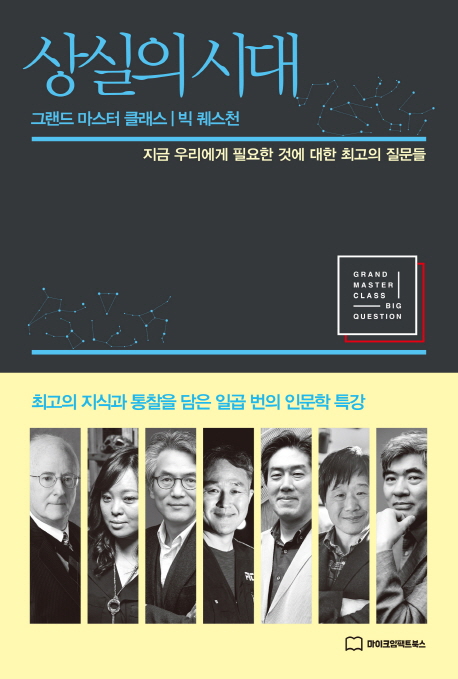 상실의 시대
그랜드 마스터 클래스 | 빅 퀘스천
지금 우리에게 필요한 것에 대한 최고의 질문들
GRAND
MASTER
CLASS
BIG
QUESTION
최고의 지식과 통찰을 담은 일곱 번의 인문학 특강
마이크임팩트북스